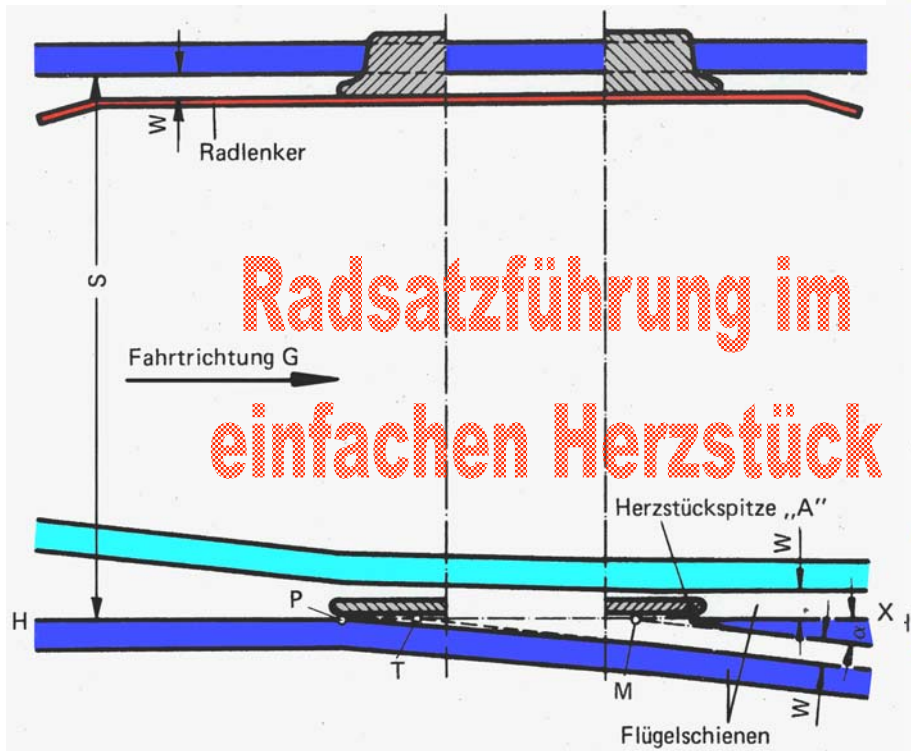 W
Radlenker
S
Radsatzführung im
Fahrtrichtung G
einfachen Herzstück
Herzstückspitze „A”
W
P
H
X
H
T
α
M
W
Flügelschienen